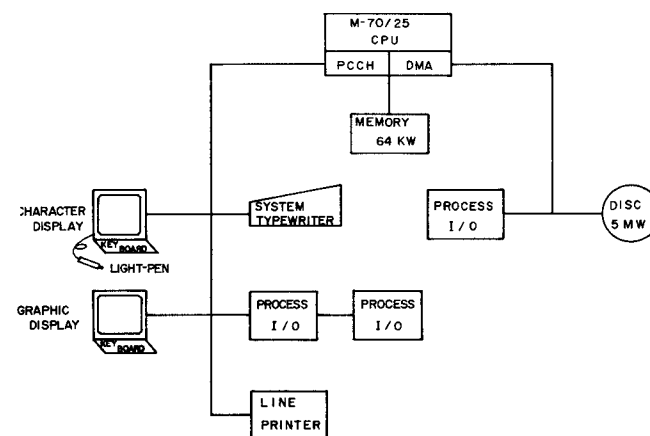 M-70/25
CPU
PCCH DMA
MEMORY
64 KW
CHARACTER
DISPLAY
KEY
BOARD
LIGHT-PEN
SYSTEM
TYPEWRITER
PROCESS
I/O
DISC
5 MW
GRAPHIC
DISPLAY
KEY
BOARD
PROCESS
I/O
PROCESS
I/O
LINE
PRINTER